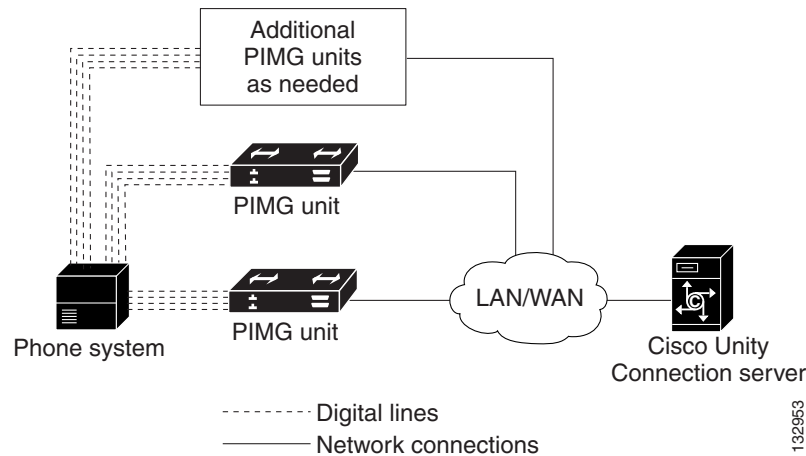 Additional
PIMG units
as needed
PIMG unit
PIMG unit
LAN/WAN
Phone system
Cisco Unity
Connection server
Digital lines
Network connections
132953